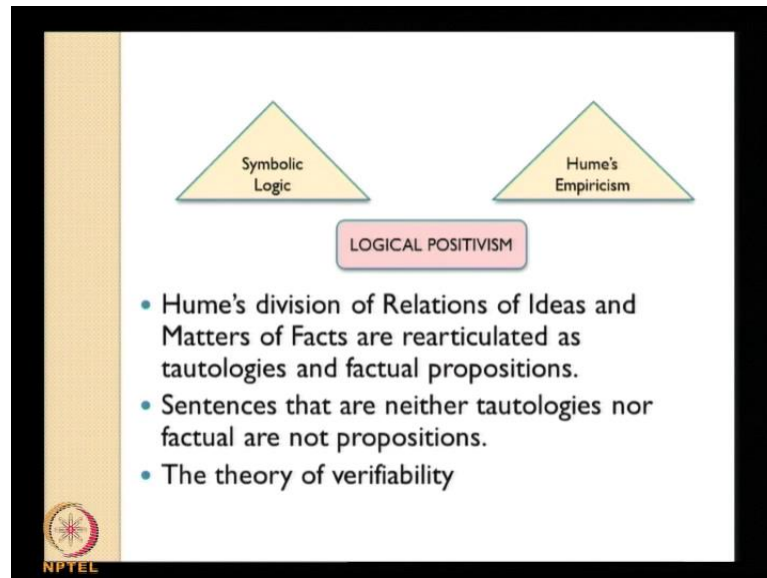 Symbolic
Logic
Hume's
Empiricism
LOGICAL POSITIVISM
• Hume's division of Relations of Ideas and
Matters of Facts are rearticulated as
tautologies and factual propositions.
• Sentences that are neither tautologies nor
factual are not propositions.
• The theory of verifiability
NPTEL